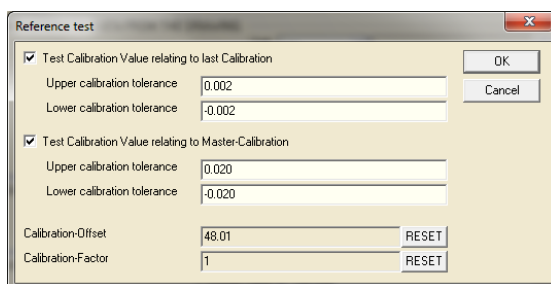 Reference test
Test Calibration Value relating to last Calibration
OK
Upper calibration tolerance 0.002
Cancel
Lower calibration tolerance -0.002
Test Calibration Value relating to Master-Calibration
Upper calibration tolerance 0.020
Lower calibration tolerance -0.020
Calibration-Offset 48.01 RESET
Calibration-Factor 1 RESET